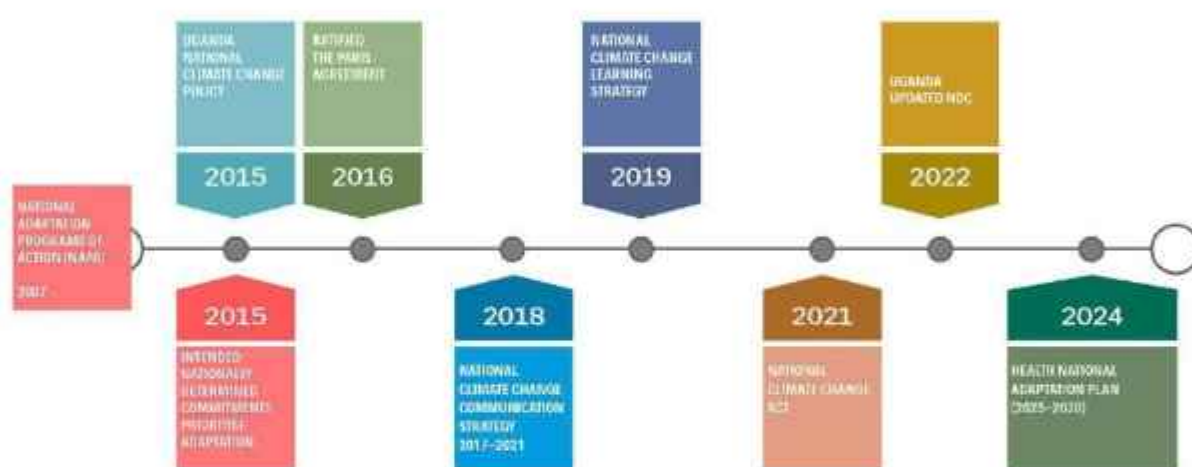 NATIONAL
ADAPTATION
PROGRAMME OF
ACTION (NAPA)
2007
UGANDA
NATIONAL
CLIMATE CHANGE
POLICY
2015
2015
INTENDED
NATIONALLY
DETERMINED
COMMITMENTS
PRIORITISE
ADAPTATION
RATIFIED
THE PARIS
AGREEMENT
2016
2018
NATIONAL
CLIMATE CHANGE
COMMUNICATION
STRATEGY
2017–2021
NATIONAL
CLIMATE CHANGE
LEARNING
STRATEGY
2019
2021
NATIONAL
CLIMATE CHANGE
ACT
UGANDA
UPDATED NDC
2022
2024
HEALTH NATIONAL
ADAPTATION PLAN